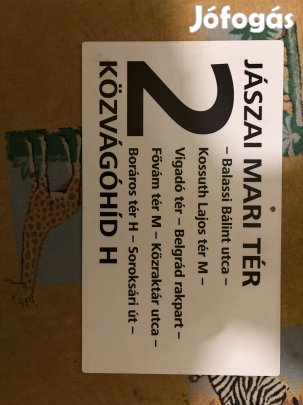 Jófogás
JÁSZAI MARI TÉR
2
– Balassi Bálint utca –
Kossuth Lajos tér M –
Vigadó tér – Belgrád rakpart –
Fővám tér M – Közraktár utca –
Boráros tér H – Soroksári út –
KÖZVÁGÓHÍD H